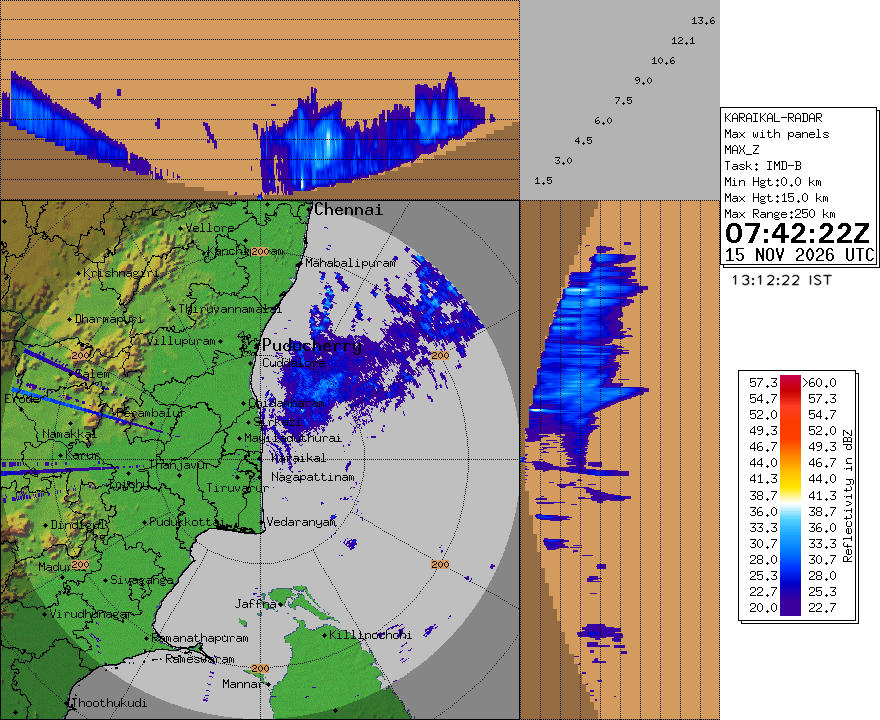 13.6
12.1
10.6
9.0
7.5
6.0
4.5
3.0
1.5
KARAIKAL-RADAR
Max with panels
MAX_Z
Task: IMD-B
Min Hgt:0.0 km
Max Hgt:15.0 km
Max Range:250 km
07:42:22Z
15 NOV 2026 UTC
13:12:22 IST
Chennai
Vellore
200
Mahabalipuram
Krishnagiri
Thiruvannamalai
Dharmapuri
Villupuram
Puducherry
200
200
Cuddalore
Salem
Erode
Perambalur
Sirkazi
Namakkal
Mayiladuthurai
Karur
Karaikal
Thanjavur
Nagapattinam
Tiruvarur
Dindigul
Pudukkottai
Vedaranyam
200
200
Madurai
Sivaganga
Jaffna
Virudhunagar
Ramanathapuram
Killinochchi
Rameswaram
200
Mannar
Thoothukudi
57.3 >60.0
54.7 57.3
52.0 54.7
49.3 52.0
46.7 49.3
44.0 46.7
41.3 44.0
38.7 41.3
36.0 38.7
33.3 36.0
30.7 33.3
28.0 30.7
25.3 28.0
22.7 25.3
20.0 22.7
Reflectivity in dBZ